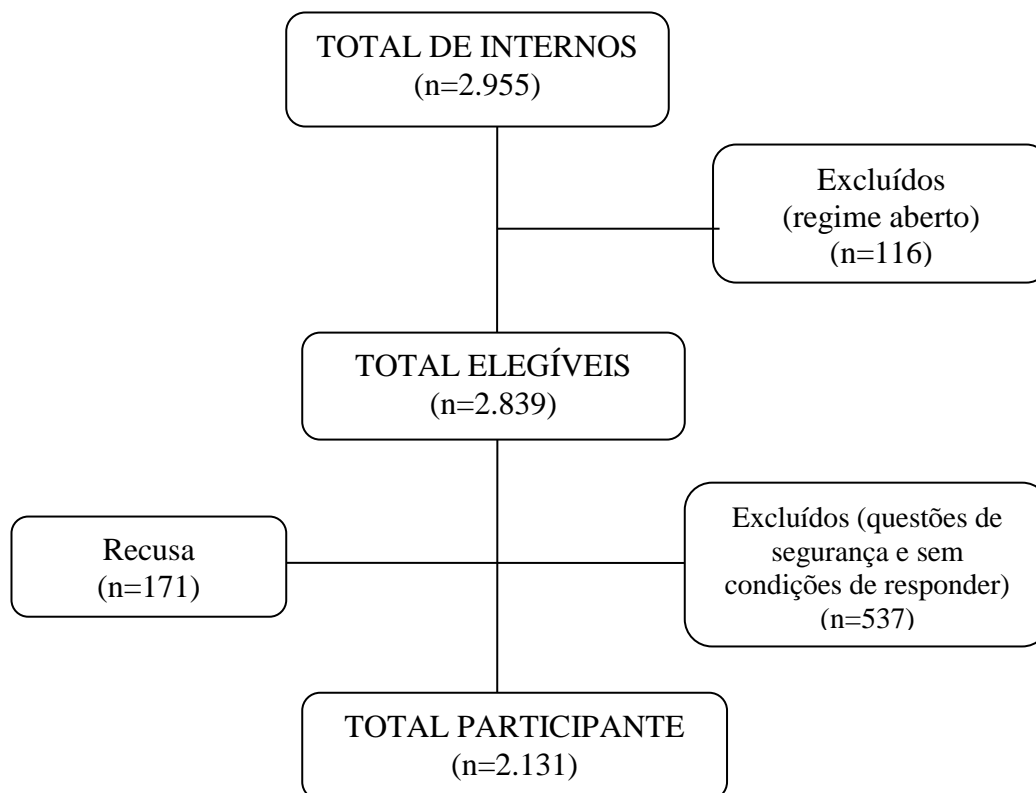 TOTAL DE INTERNOS
(n=2.955)
Excluídos
(regime aberto)
(n=116)
TOTAL ELEGÍVEIS
(n=2.839)
Recusa
(n=171)
Excluídos (questões de
segurança e sem
condições de responder)
(n=537)
TOTAL PARTICIPANTE
(n=2.131)